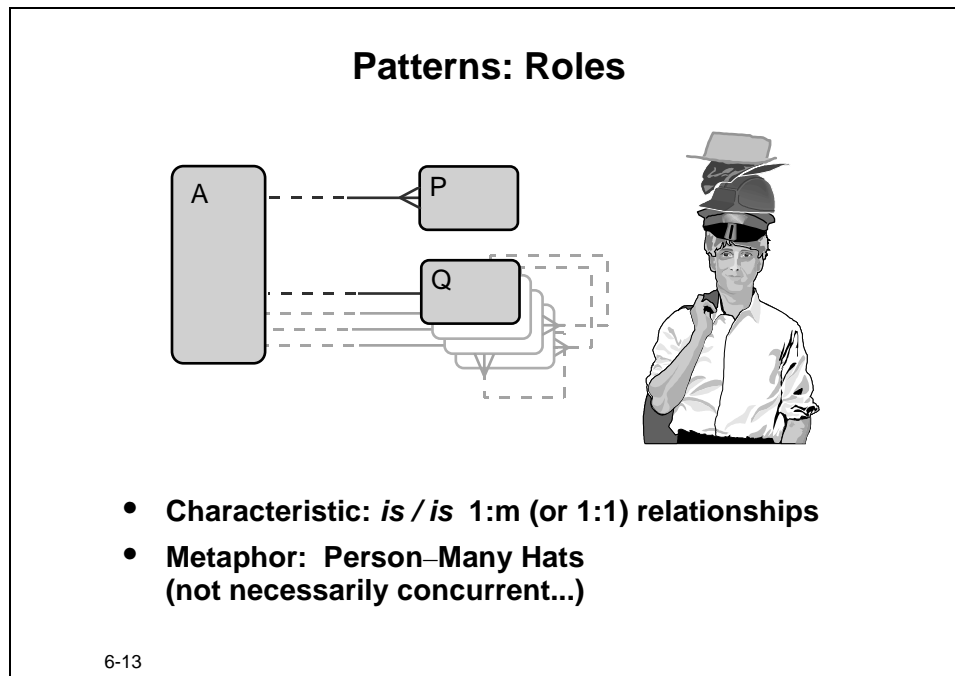 Patterns: Roles
A
P
Q
• Characteristic: is / is 1:m (or 1:1) relationships
• Metaphor: Person–Many Hats
(not necessarily concurrent...)
6-13